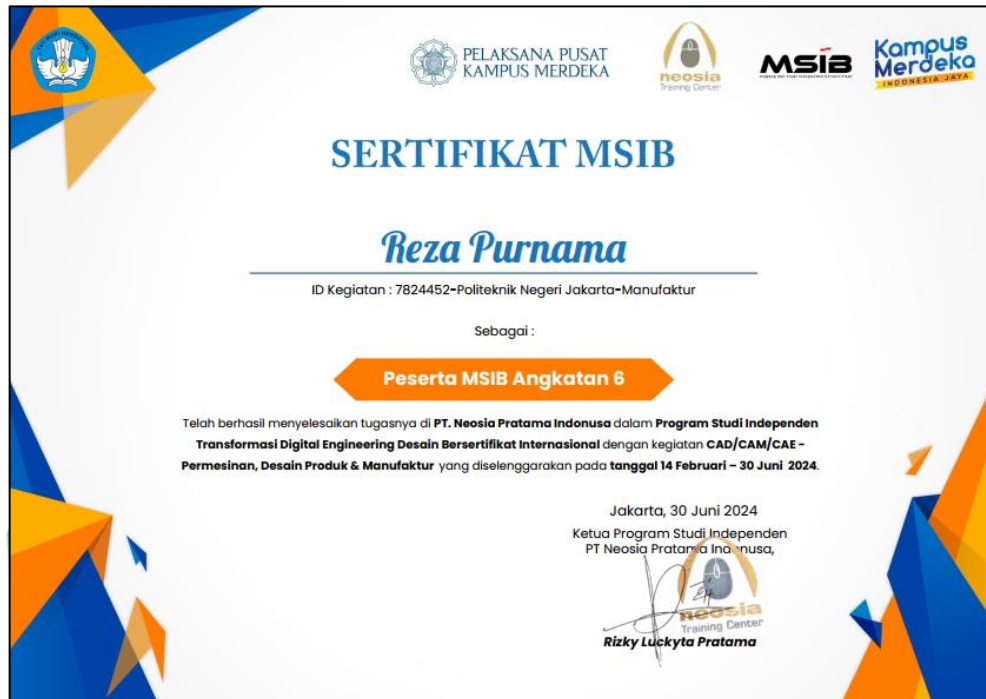 TUT WURI HANDAYANI
PELAKSANA PUSAT
KAMPUS MERDEKA
neosia
Training Center
MSIB
Kampus
Merdeka
INDONESIA JAYA
SERTIFIKAT MSIB
Reza Purnama
ID Kegiatan : 7824452-Politeknik Negeri Jakarta-Manufaktur
Sebagai :
Peserta MSIB Angkatan 6
Telah berhasil menyelesaikan tugasnya di PT. Neosia Pratama Indonusa dalam Program Studi Independen
Transformasi Digital Engineering Desain Bersertifikat Internasional dengan kegiatan CAD/CAM/CAE -
Permesinan, Desain Produk & Manufaktur yang diselenggarakan pada tanggal 14 Februari – 30 Juni 2024.
Jakarta, 30 Juni 2024
Ketua Program Studi Independen
PT Neosia Pratama Indonusa,
neosia
Training Center
Rizky Luckyta Pratama